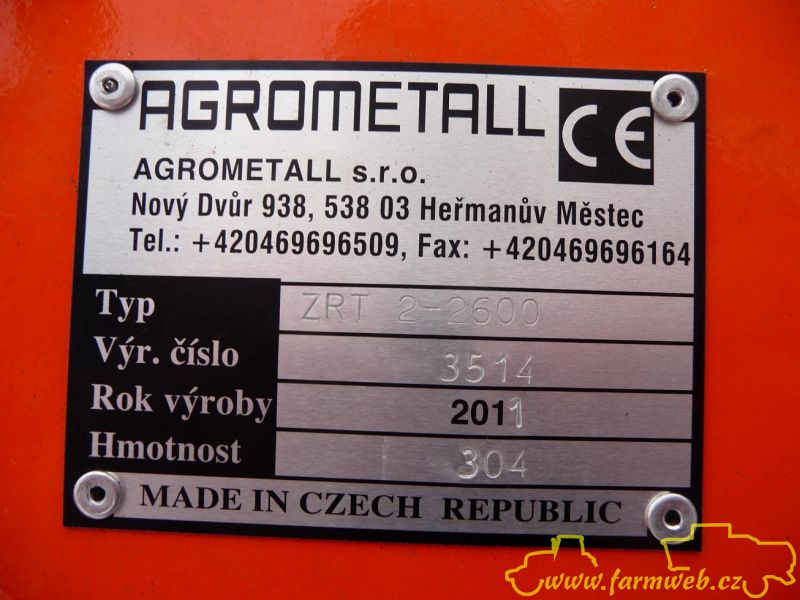 AGROMETALL CE
AGROMETALL s.r.o.
Nový Dvůr 938, 538 03 Heřmanův Městec
Tel.: +420469696509, Fax: +420469696164
Typ ZRT 2-2600
Výr. číslo 3514
Rok výroby 2011
Hmotnost 304
MADE IN CZECH REPUBLIC
www.farmweb.cz